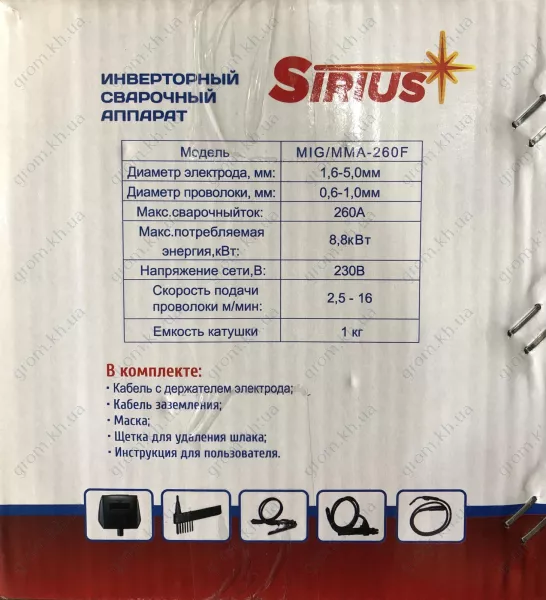 ИНВЕРТОРНЫЙ
СВАРОЧНЫЙ
АППАРАТ
SIRIUS
Модель MIG/MMA-260F
Диаметр электрода, мм: 1,6-5,0мм
Диаметр проволоки, мм: 0,6-1,0мм
Макс.сварочныйток: 260А
Макс.потребляемая
энергия,кВт: 8,8кВт
Напряжение сети,В: 230В
Скорость подачи
проволоки м/мин: 2,5 - 16
Емкость катушки 1 кг
В комплекте:
• Кабель с держателем электрода;
• Кабель заземления;
• Маска;
• Щетка для удаления шлака;
• Инструкция для пользователя.
grom.kh.ua